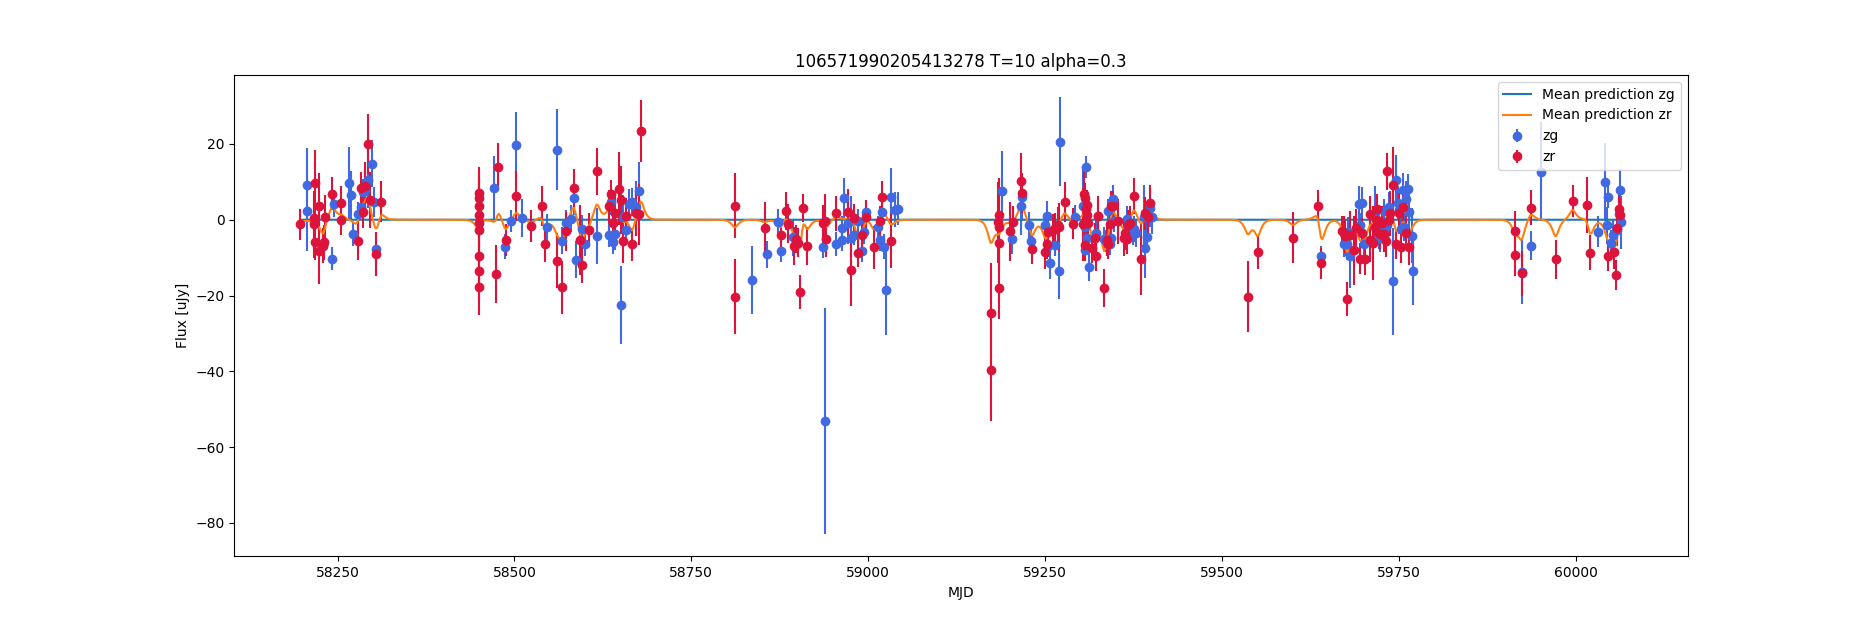 106571990205413278 T=10 alpha=0.3
Mean prediction zg
Mean prediction zr
zg
zr
Flux [uJy]
20
0
−20
−40
−60
−80
58250 58500 58750 59000 59250 59500 59750 60000
MJD